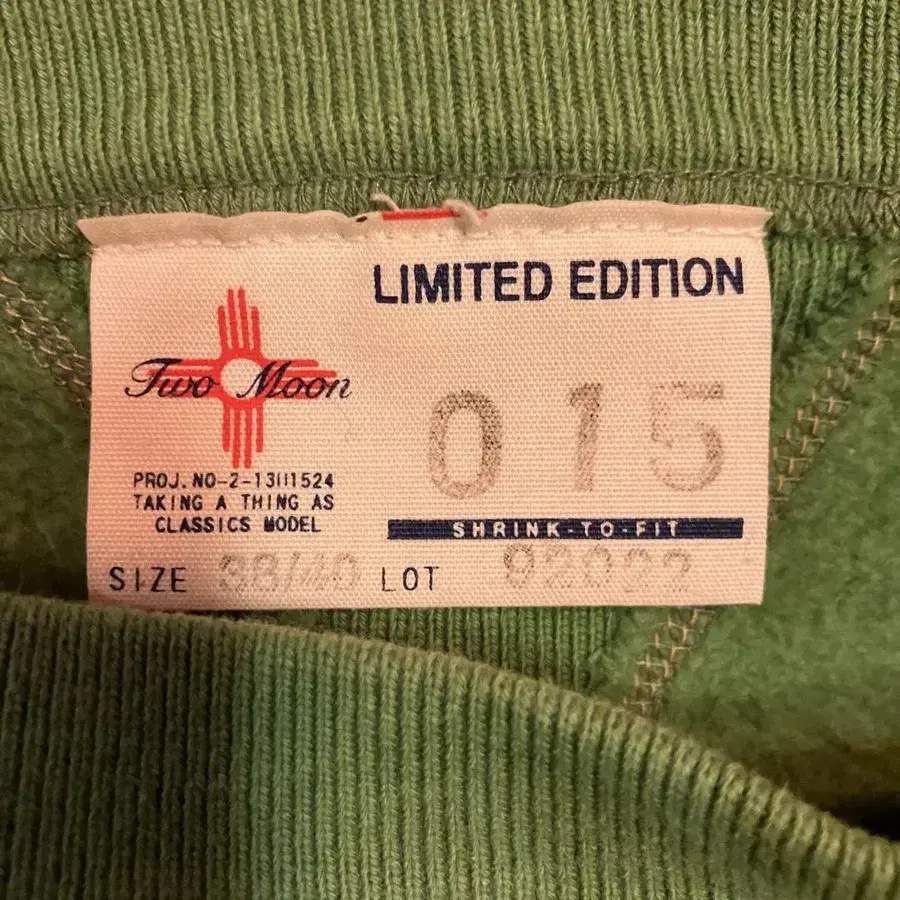 LIMITED EDITION
Two Moon
015
PROJ. NO-2-13111524
TAKING A THING AS
CLASSICS MODEL
SHRINK-TO-FIT
SIZE 38/40 LOT 92022